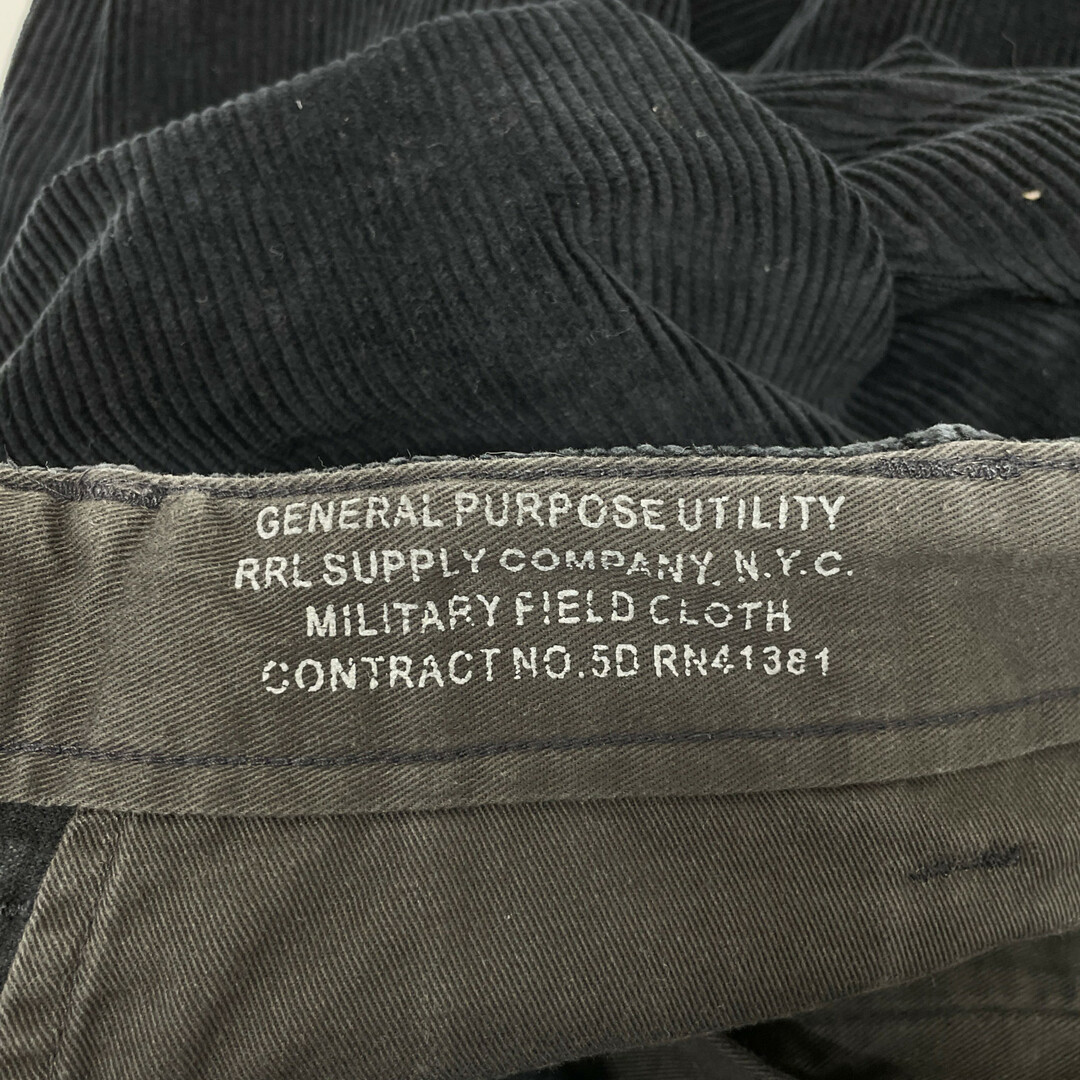 GENERAL PURPOSE UTILITY
RRL SUPPLY COMPANY, N.Y.C.
MILITARY FIELD CLOTH
CONTRACT NO.5D RN41381